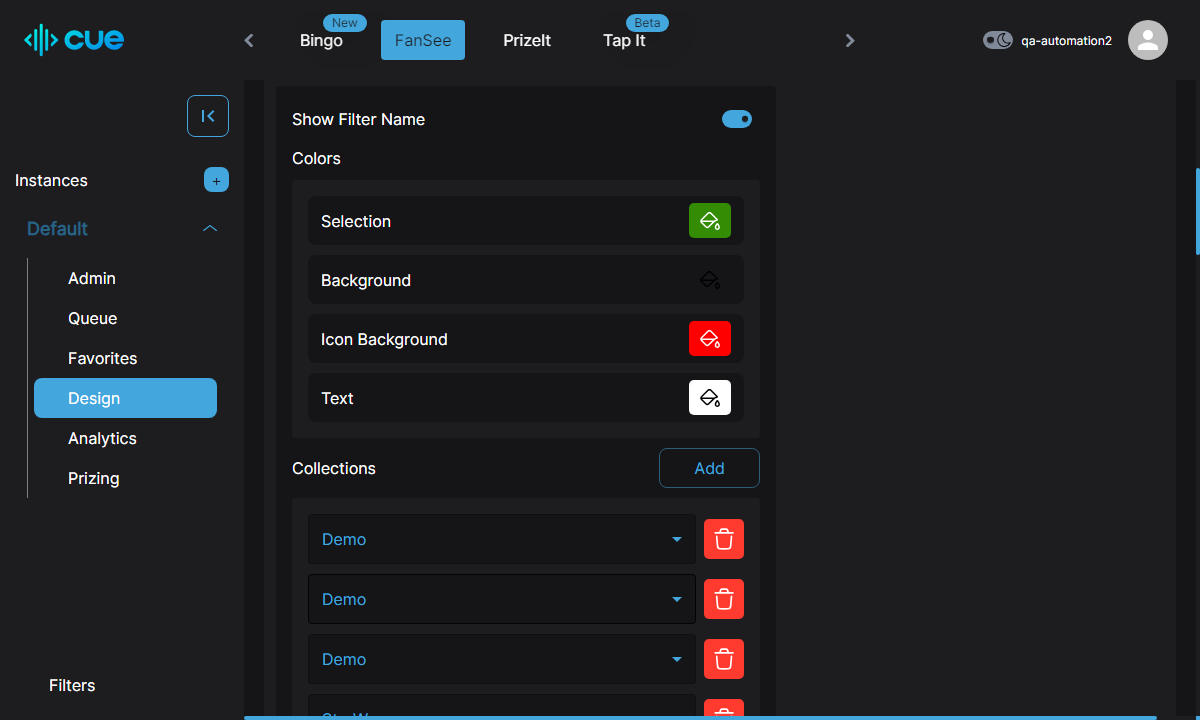 cue
Bingo
New
FanSee
PrizeIt
Tap It
Beta
qa-automation2
Instances
+
Default
Admin
Queue
Favorites
Design
Analytics
Prizing
Filters
Show Filter Name
Colors
Selection
Background
Icon Background
Text
Collections
Add
Demo
Demo
Demo